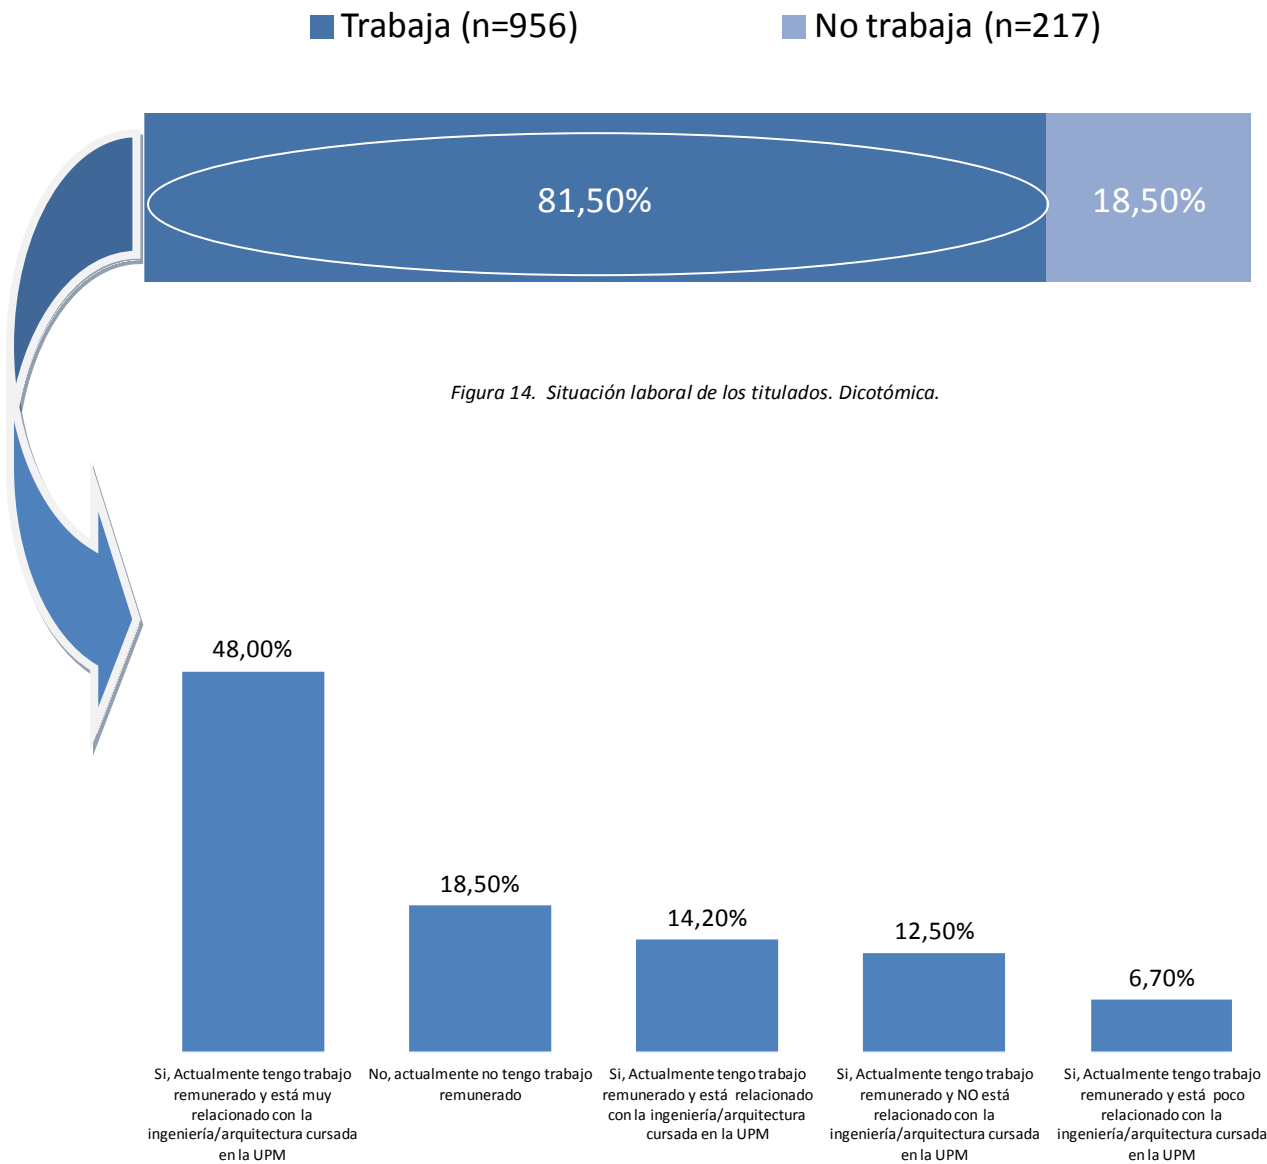 Trabaja (n=956) No trabaja (n=217)
81,50% 18,50%
Figura 14. Situación laboral de los titulados. Dicotómica.
48,00%
18,50%
14,20%
12,50%
6,70%
Si, Actualmente tengo trabajo
remunerado y está muy
relacionado con la
ingeniería/arquitectura cursada
en la UPM
No, actualmente no tengo trabajo
remunerado
Si, Actualmente tengo trabajo
remunerado y está relacionado
con la ingeniería/arquitectura
cursada en la UPM
Si, Actualmente tengo trabajo
remunerado y NO está
relacionado con la
ingeniería/arquitectura cursada
en la UPM
Si, Actualmente tengo trabajo
remunerado y está poco
relacionado con la
ingeniería/arquitectura cursada
en la UPM